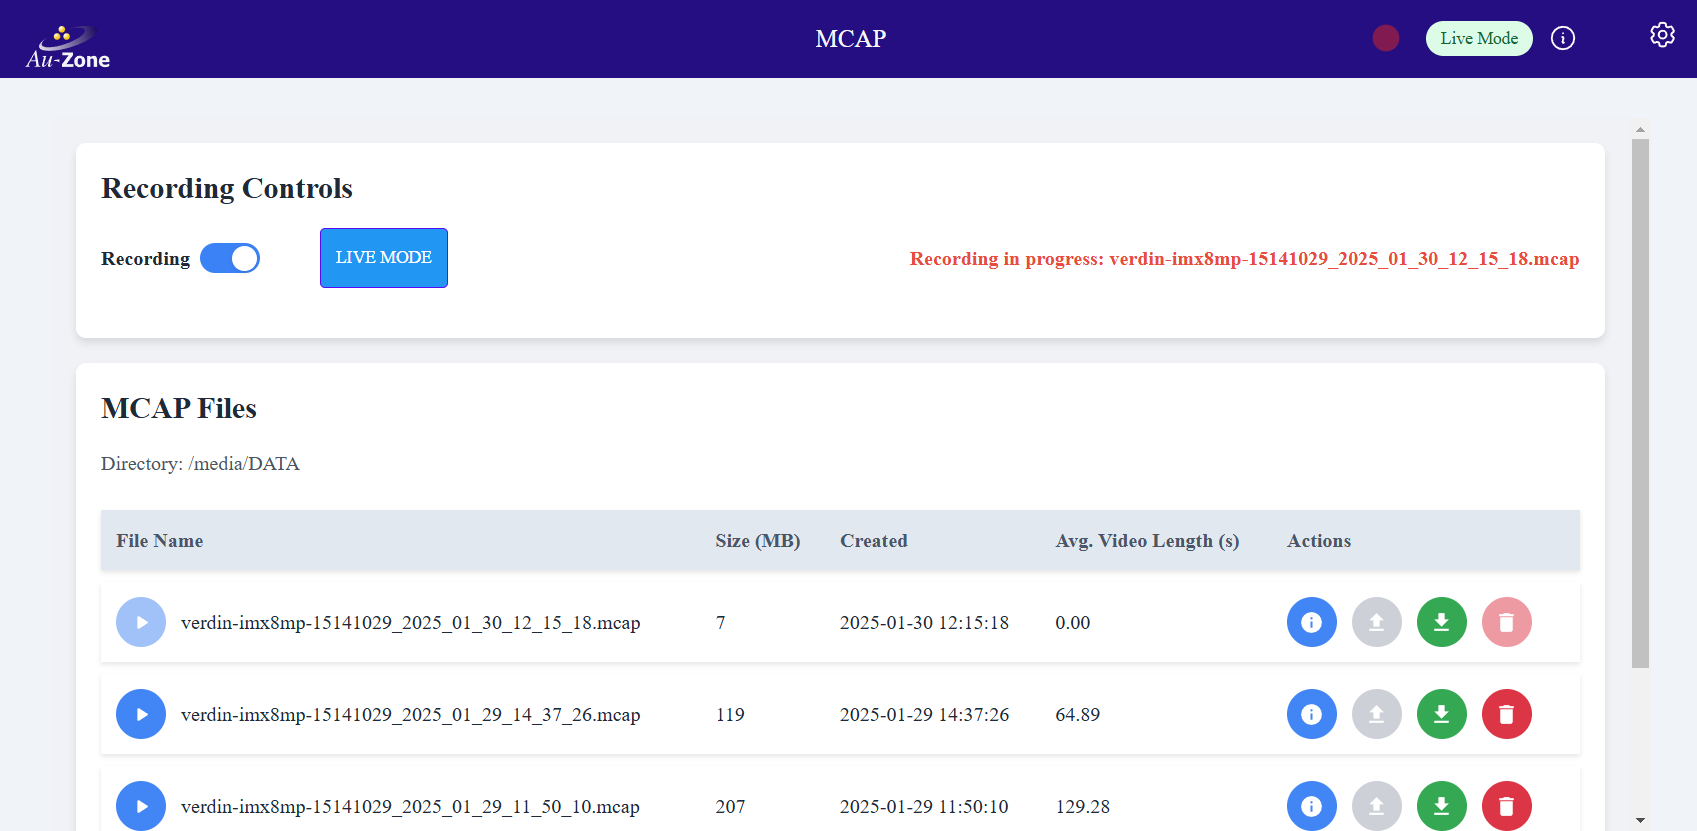 Au-Zone
MCAP
Live Mode
Recording Controls
Recording
LIVE MODE
Recording in progress: verdin-imx8mp-15141029_2025_01_30_12_15_18.mcap
MCAP Files
Directory: /media/DATA
File Name Size (MB) Created Avg. Video Length (s) Actions
verdin-imx8mp-15141029_2025_01_30_12_15_18.mcap 7 2025-01-30 12:15:18 0.00
verdin-imx8mp-15141029_2025_01_29_14_37_26.mcap 119 2025-01-29 14:37:26 64.89
verdin-imx8mp-15141029_2025_01_29_11_50_10.mcap 207 2025-01-29 11:50:10 129.28